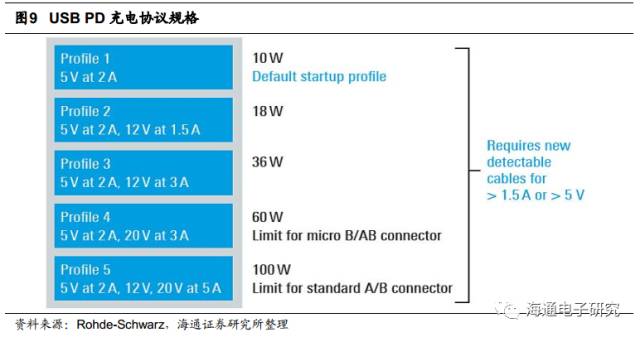 图9 USB PD 充电协议规格
Profile 1
5 V at 2 A
10 W
Default startup profile
Profile 2
5 V at 2 A, 12 V at 1.5 A
18 W
Profile 3
5 V at 2 A, 12 V at 3 A
36 W
Profile 4
5 V at 2 A, 20 V at 3 A
60 W
Limit for micro B/AB connector
Profile 5
5 V at 2 A, 12 V, 20 V at 5 A
100 W
Limit for standard A/B connector
Requires new
detectable
cables for
> 1.5 A or > 5 V
海通电子研究
资料来源：Rohde-Schwarz，海通证券研究所整理